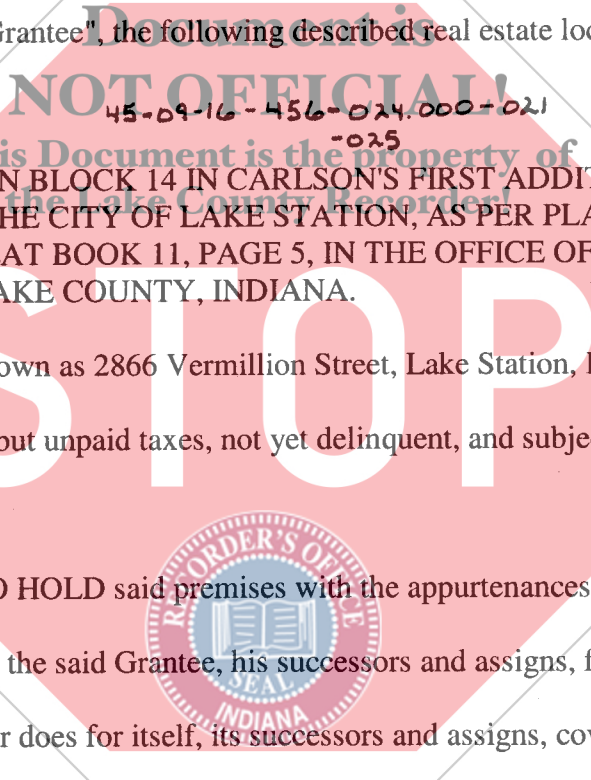 Document is
Grantee", the following described real estate loc
NOT OFFICIAL!
45-09-16-456-024.000-021
-025
is Document is the property of
N BLOCK 14 IN CARLSON'S FIRST ADDIT
the Lake County Recorder!
HE CITY OF LAKE STATION, AS PER PLA
AT BOOK 11, PAGE 5, IN THE OFFICE OF
AKE COUNTY, INDIANA.
STOP
own as 2866 Vermillion Street, Lake Station, I
out unpaid taxes, not yet delinquent, and subje
O HOLD said premises with the appurtenances
the said Grantee, his successors and assigns, f
r does for itself, its successors and assigns, cov
RECORDER'S OFFICE
SEAL
INDIANA